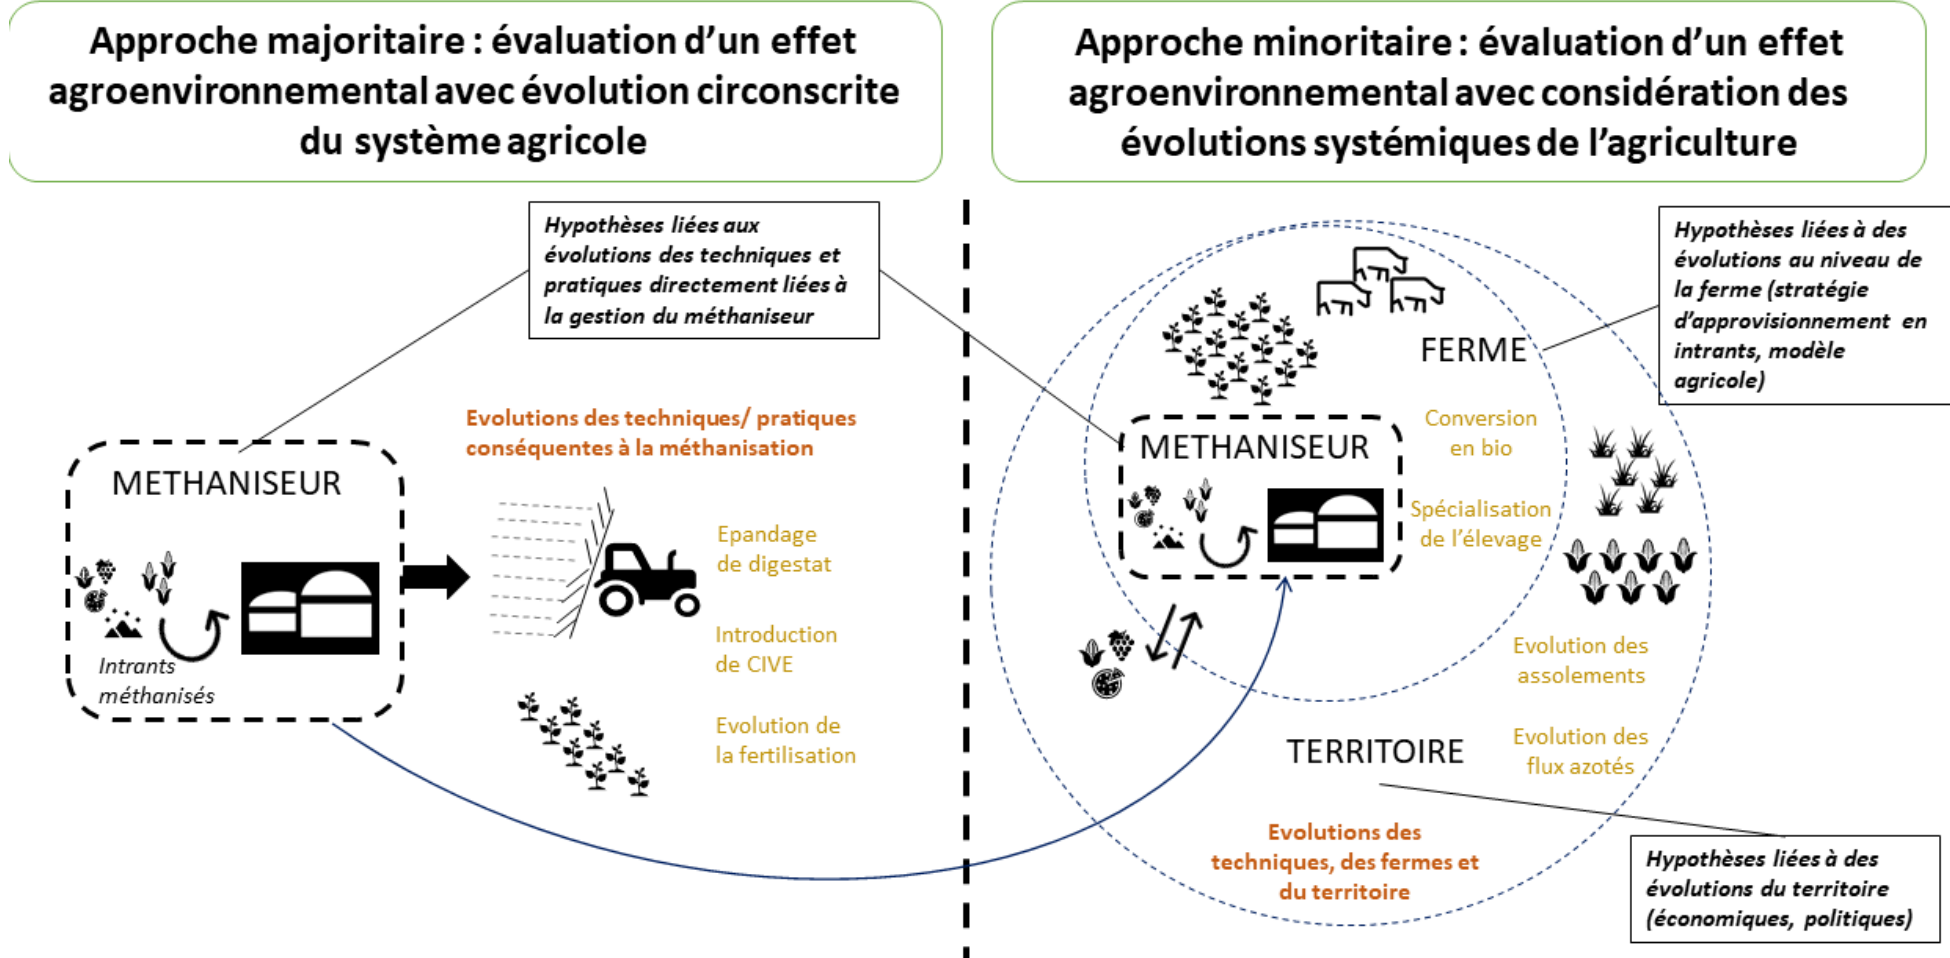 Approche majoritaire : évaluation d’un effet
agroenvironnemental avec évolution circonscrite
du système agricole
Approche minoritaire : évaluation d’un effet
agroenvironnemental avec considération des
évolutions systémiques de l’agriculture
Hypothèses liées aux
évolutions des techniques et
pratiques directement liées à
la gestion du méthaniseur
Evolutions des techniques/ pratiques
conséquentes à la méthanisation
METHANISEUR
Intrants
méthanisés
Epandage
de digestat
Introduction
de CIVE
Evolution de
la fertilisation
Hypothèses liées à des
évolutions au niveau de
la ferme (stratégie
d’approvisionnement en
intrants, modèle
agricole)
FERME
METHANISEUR
Conversion
en bio
Spécialisation
de l’élevage
Evolution des
assolements
TERRITOIRE
Evolution des
flux azotés
Evolutions des
techniques, des fermes et
du territoire
Hypothèses liées à des
évolutions du territoire
(économiques, politiques)